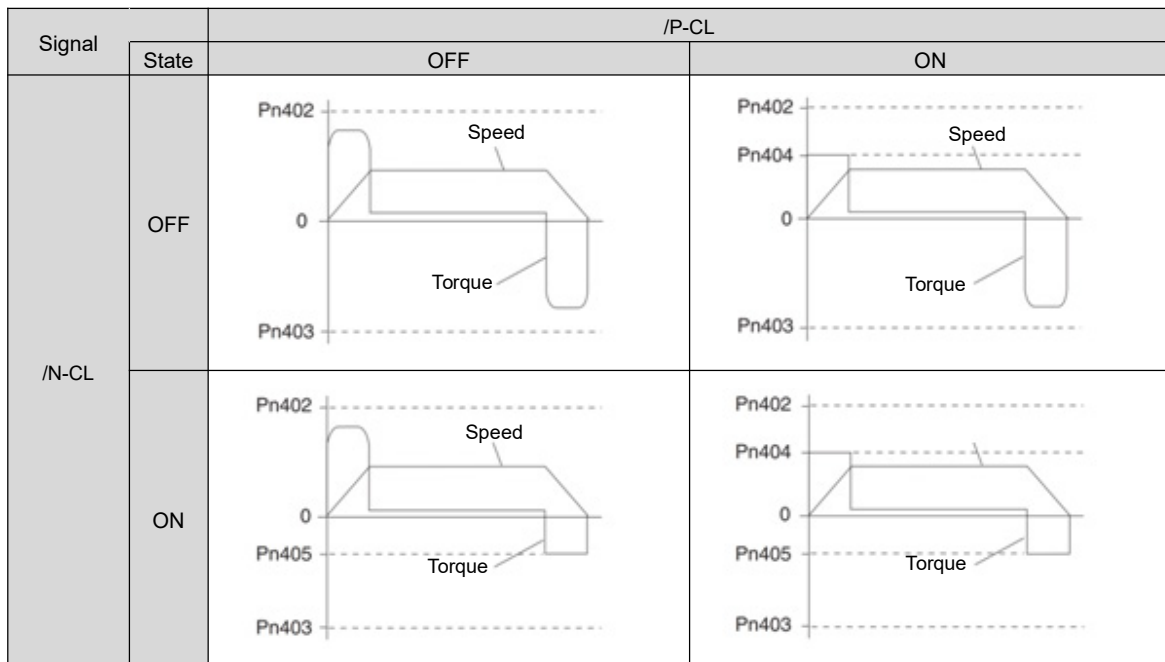 Signal
/P-CL
State
OFF
ON
/N-CL
OFF
Pn402
Speed
0
Torque
Pn403
Pn402
Speed
Pn404
0
Torque
Pn403
ON
Pn402
Speed
0
Pn405
Torque
Pn403
Pn402
Pn404
0
Pn405
Torque
Pn403